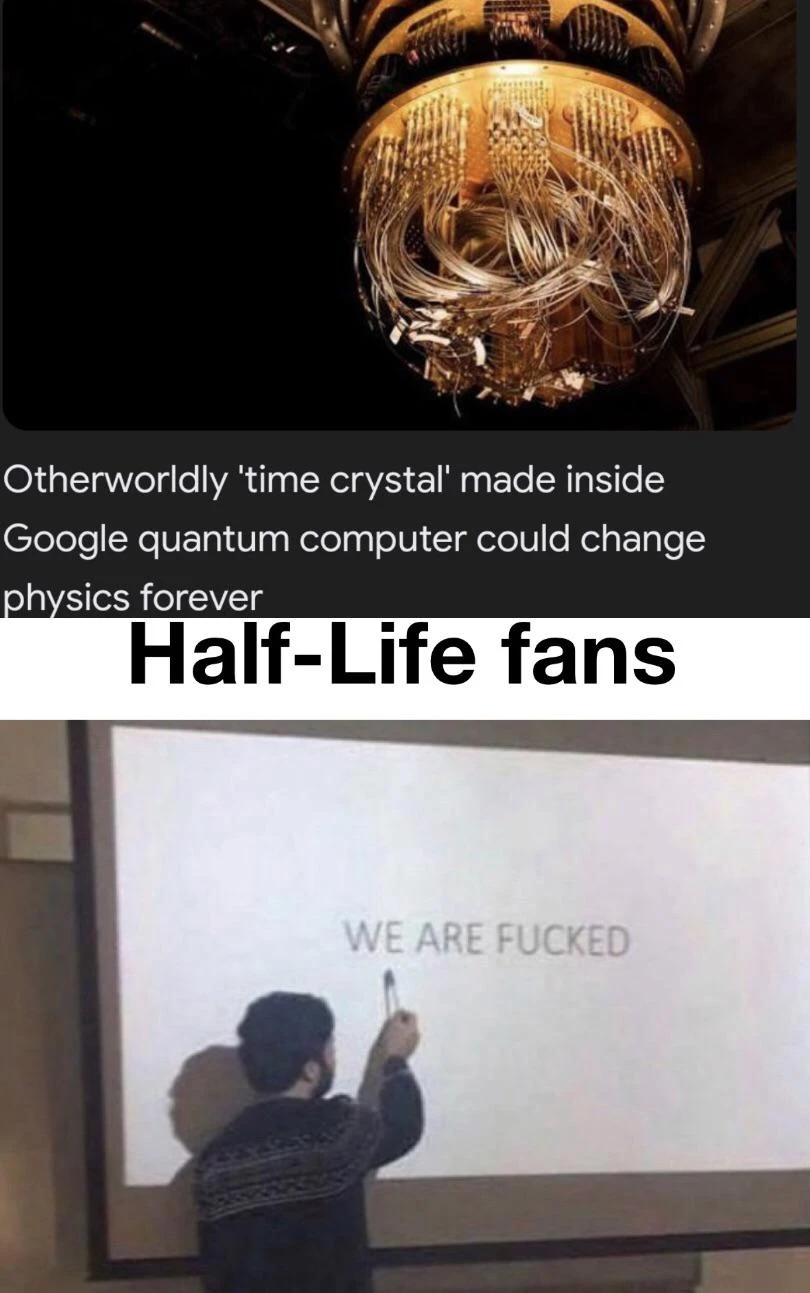 Otherworldly 'time crystal' made inside
Google quantum computer could change
physics forever
Half-Life fans
WE ARE FUCKED